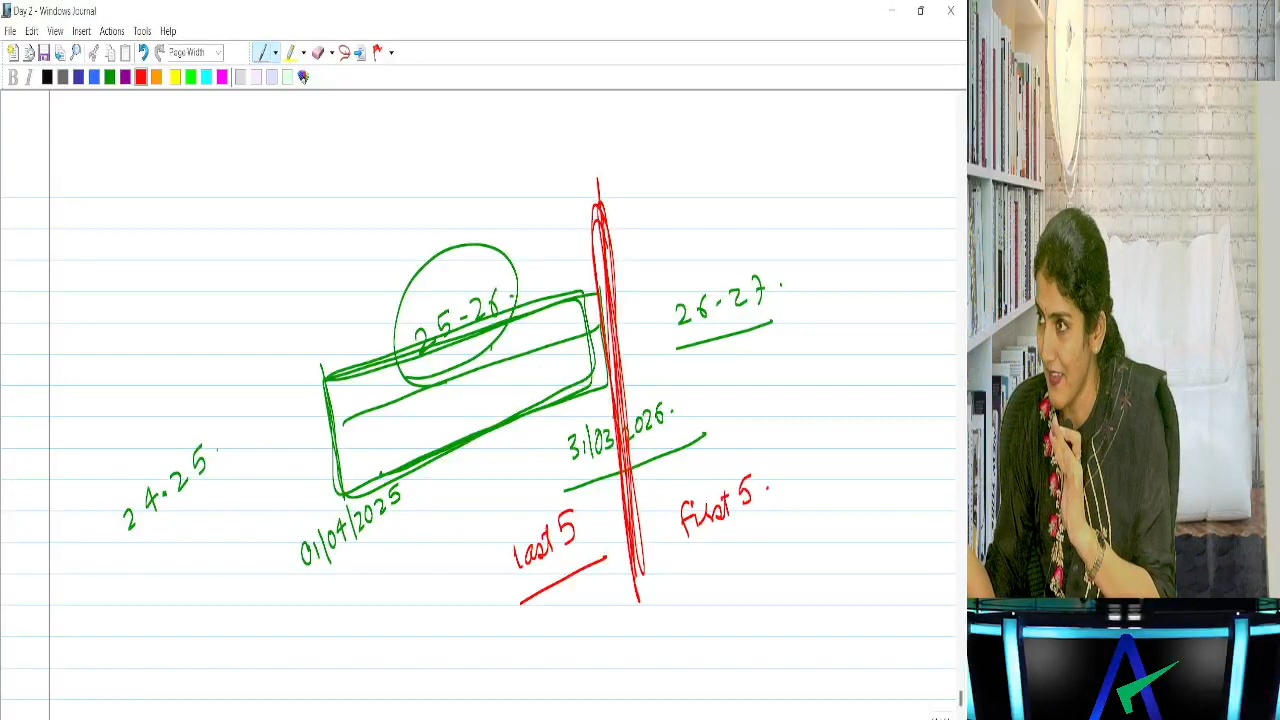 Day 2 - Windows Journal
File Edit View Insert Actions Tools Help
Page Width
B I
25-26.
26-27.
31/03/2026.
24.25.
01/04/2025
first 5.
last 5